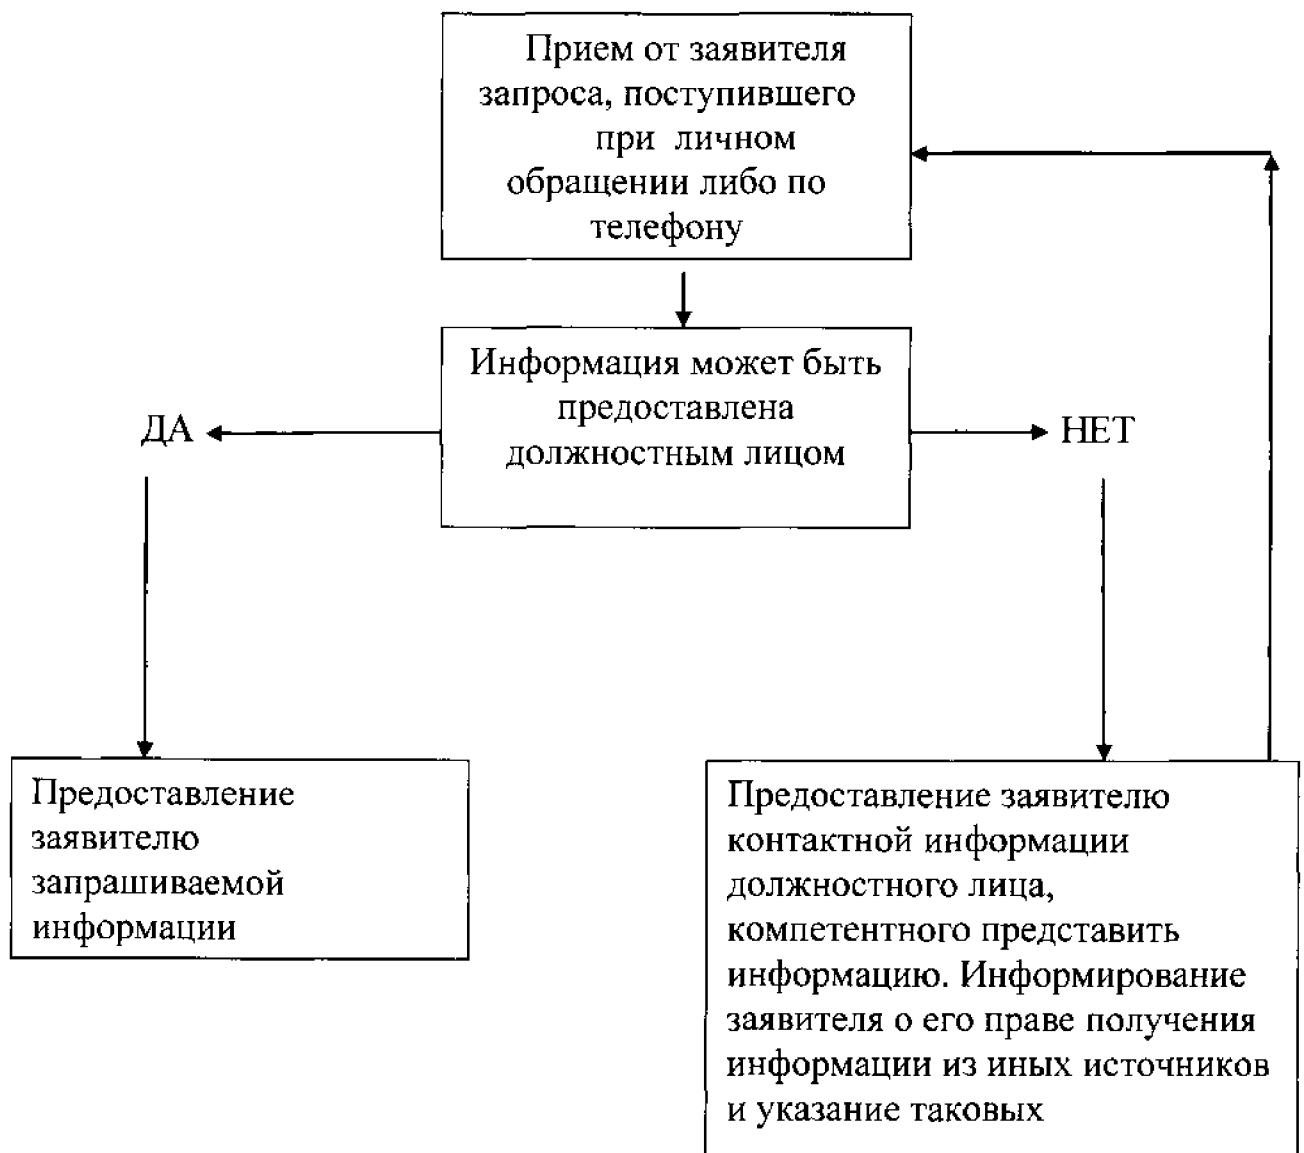 Прием от заявителя
запроса, поступившего
при личном
обращении либо по
телефону
Информация может быть
предоставлена
должностным лицом
ДА
НЕТ
Предоставление
заявителю
запрашиваемой
информации
Предоставление заявителю
контактной информации
должностного лица,
компетентного представить
информацию. Информирование
заявителя о его праве получения
информации из иных источников
и указание таковых